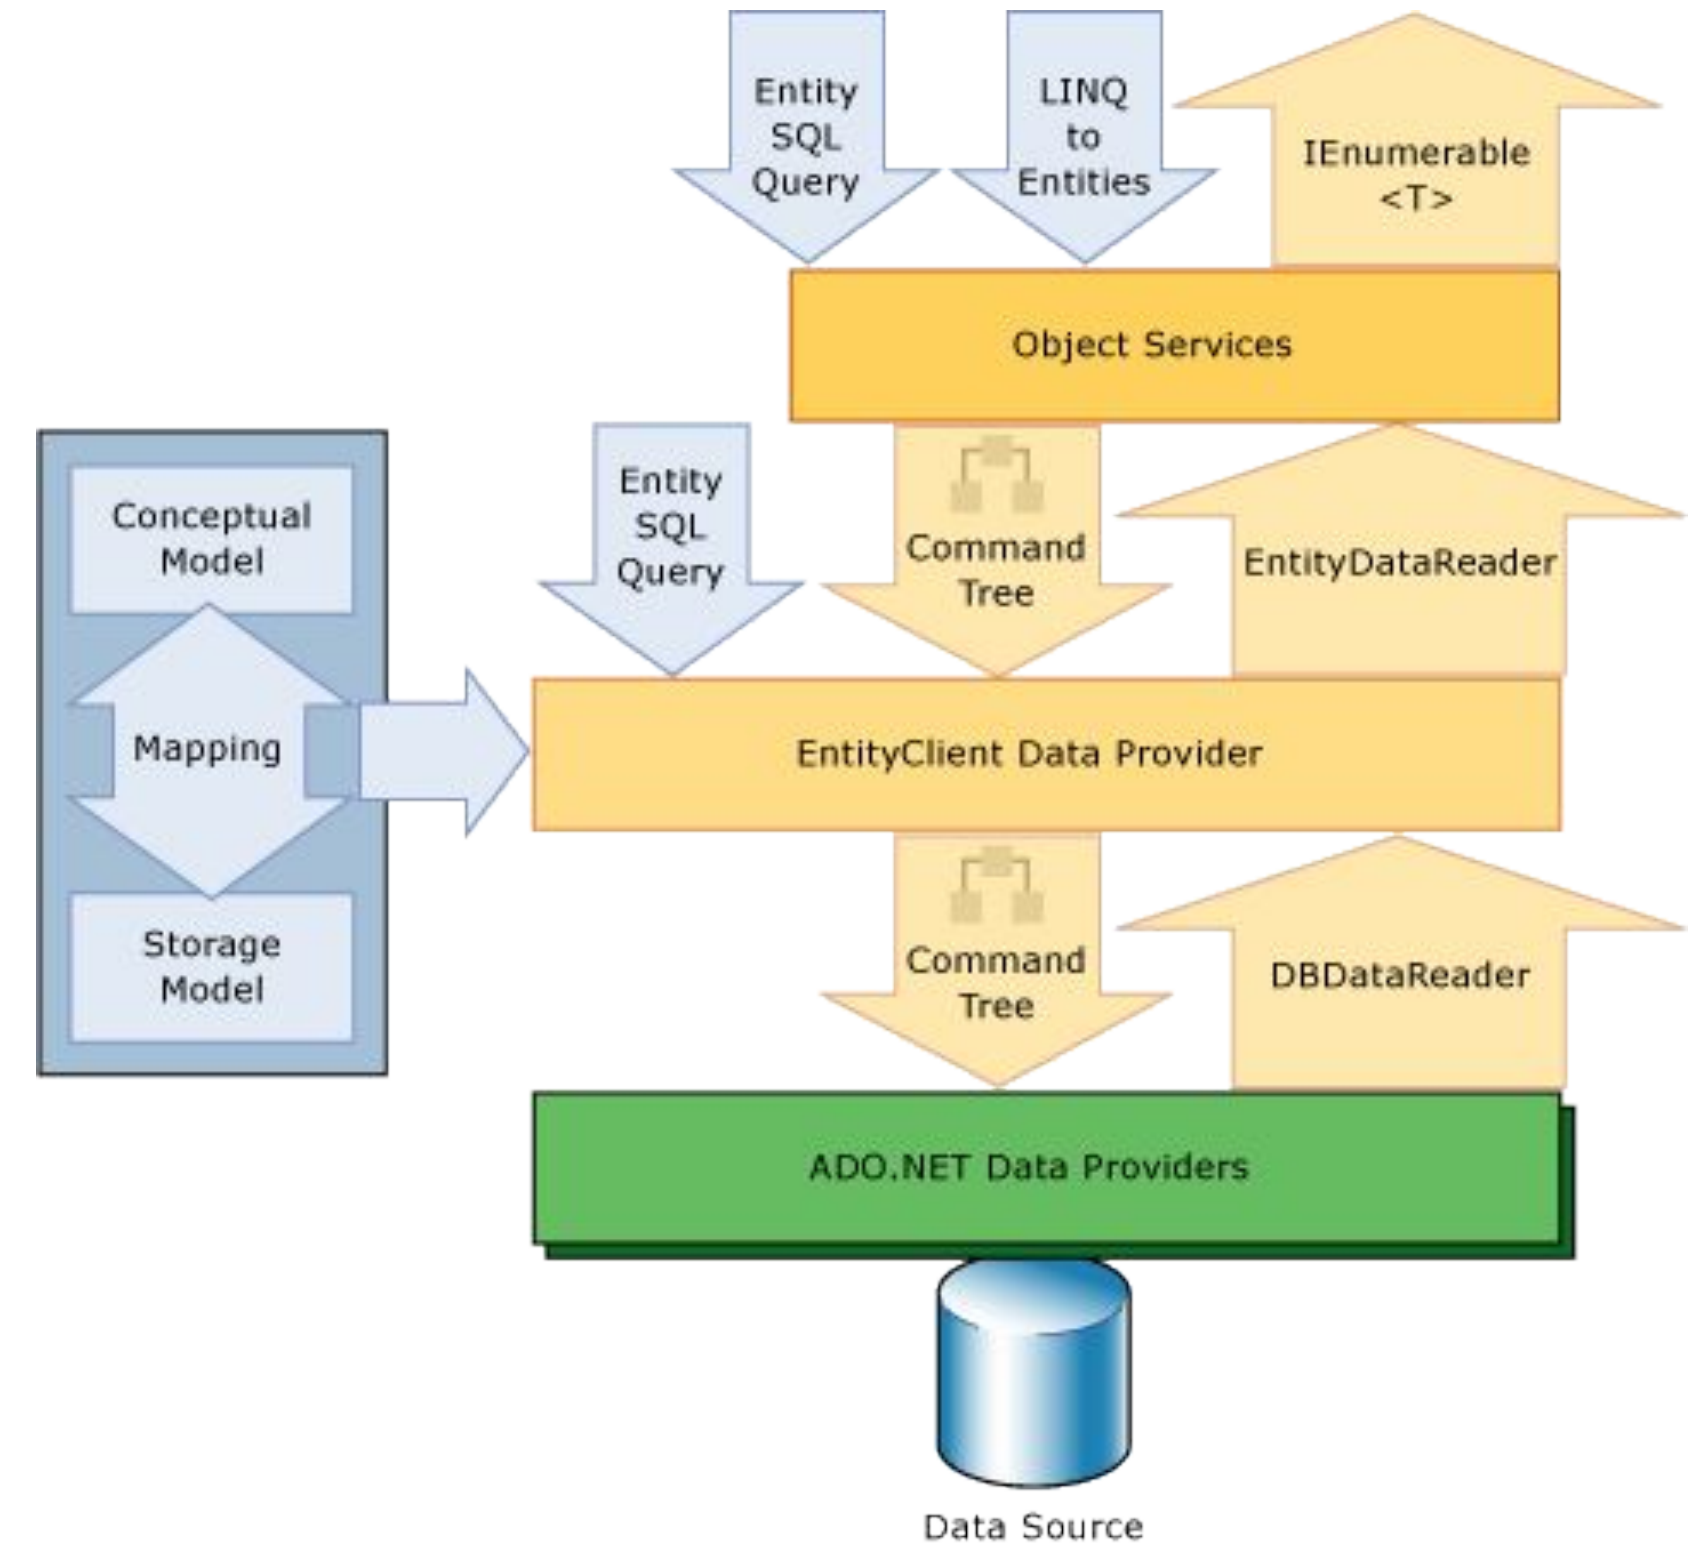 Entity
SQL
Query
LINQ
to
Entities
IEnumerable
<T>
Object Services
Conceptual
Model
Mapping
Storage
Model
Entity
SQL
Query
Command
Tree
EntityDataReader
EntityClient Data Provider
Command
Tree
DBDataReader
ADO.NET Data Providers
Data Source